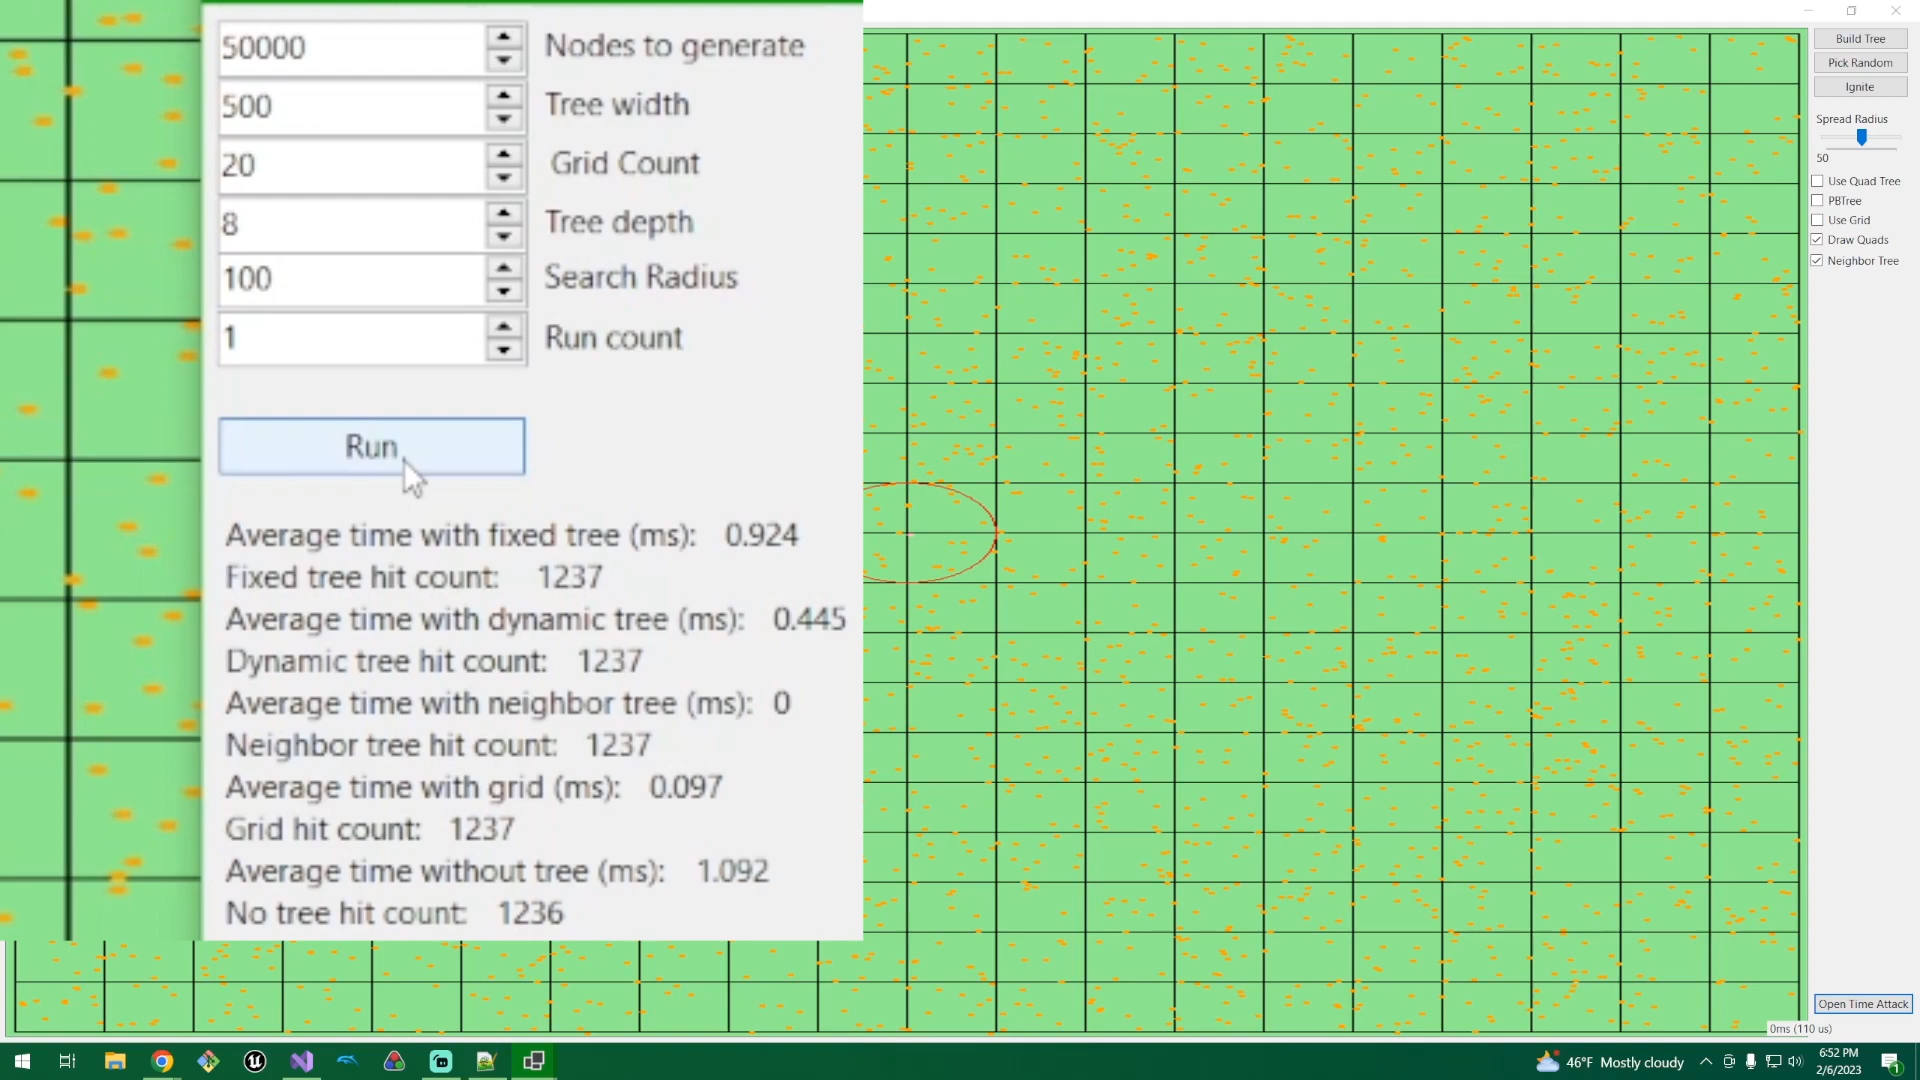 50000 Nodes to generate
500 Tree width
20 Grid Count
8 Tree depth
100 Search Radius
1 Run count
Run
Average time with fixed tree (ms): 0.924
Fixed tree hit count: 1237
Average time with dynamic tree (ms): 0.445
Dynamic tree hit count: 1237
Average time with neighbor tree (ms): 0
Neighbor tree hit count: 1237
Average time with grid (ms): 0.097
Grid hit count: 1237
Average time without tree (ms): 1.092
No tree hit count: 1236
Build Tree
Pick Random
Ignite
Spread Radius
50
Use Quad Tree
PBTree
Use Grid
Draw Quads
Neighbor Tree
Open Time Attack
0ms (110 us)
46°F Mostly cloudy
6:52 PM
2/6/2023
1